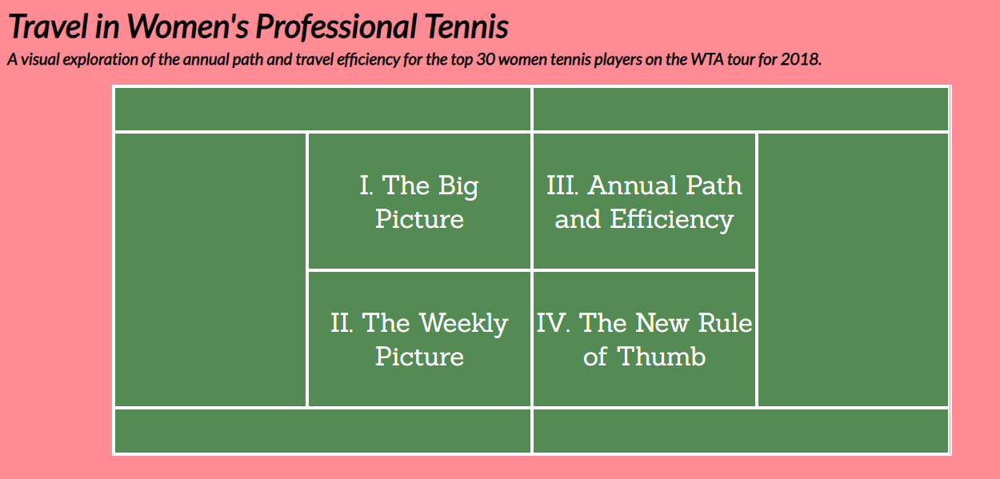 Travel in Women's Professional Tennis
A visual exploration of the annual path and travel efficiency for the top 30 women tennis players on the WTA tour for 2018.
I. The Big
Picture
II. The Weekly
Picture
III. Annual Path
and Efficiency
IV. The New Rule
of Thumb